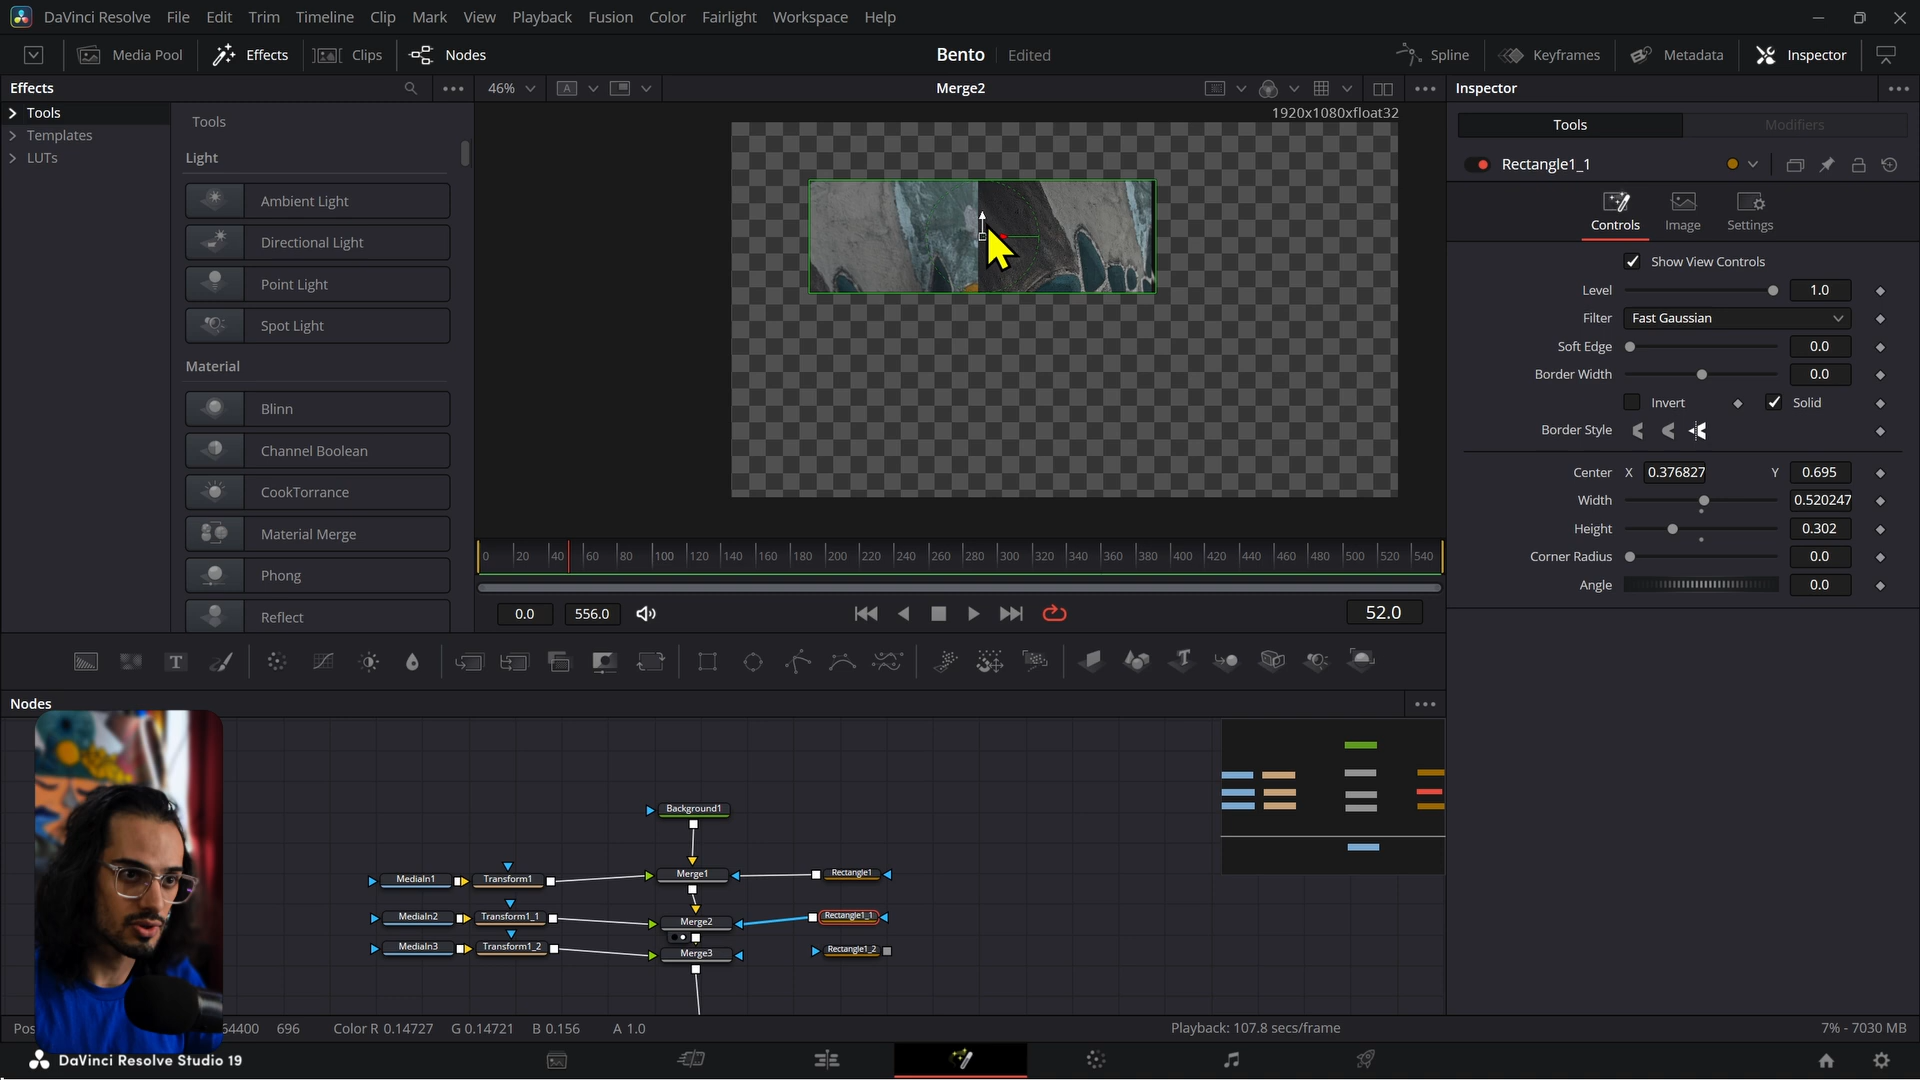 DaVinci Resolve File Edit Trim Timeline Clip Mark View Playback Fusion Color Fairlight Workspace Help
Media Pool Effects Clips Nodes Bento Edited Spline Keyframes Metadata Inspector
Effects 46% A Merge2 Inspector
1920x1080xfloat32
Tools
Templates
LUTs
Tools
Light
Ambient Light
Directional Light
Point Light
Spot Light
Material
Blinn
Channel Boolean
CookTorrance
Material Merge
Phong
Reflect
Tools Modifiers
Rectangle1_1
Controls Image Settings
Show View Controls
Level 1.0
Filter Fast Gaussian
Soft Edge 0.0
Border Width 0.0
Invert Solid
Border Style
Center X 0.376827 Y 0.695
Width 0.520247
Height 0.302
Corner Radius 0.0
Angle 0.0
0 20 40 60 80 100 120 140 160 180 200 220 240 260 280 300 320 340 360 380 400 420 440 460 480 500 520 540
0.0 556.0 52.0
T T
Nodes
Background1
MediaIn1 Transform1 Merge1 Rectangle1
MediaIn2 Transform1_1 Merge2 Rectangle1_1
MediaIn3 Transform1_2 Merge3 Rectangle1_2
696 Color R 0.14727 G 0.14721 B 0.156 A 1.0 Playback: 107.8 secs/frame 7% - 7030 MB
DaVinci Resolve Studio 19